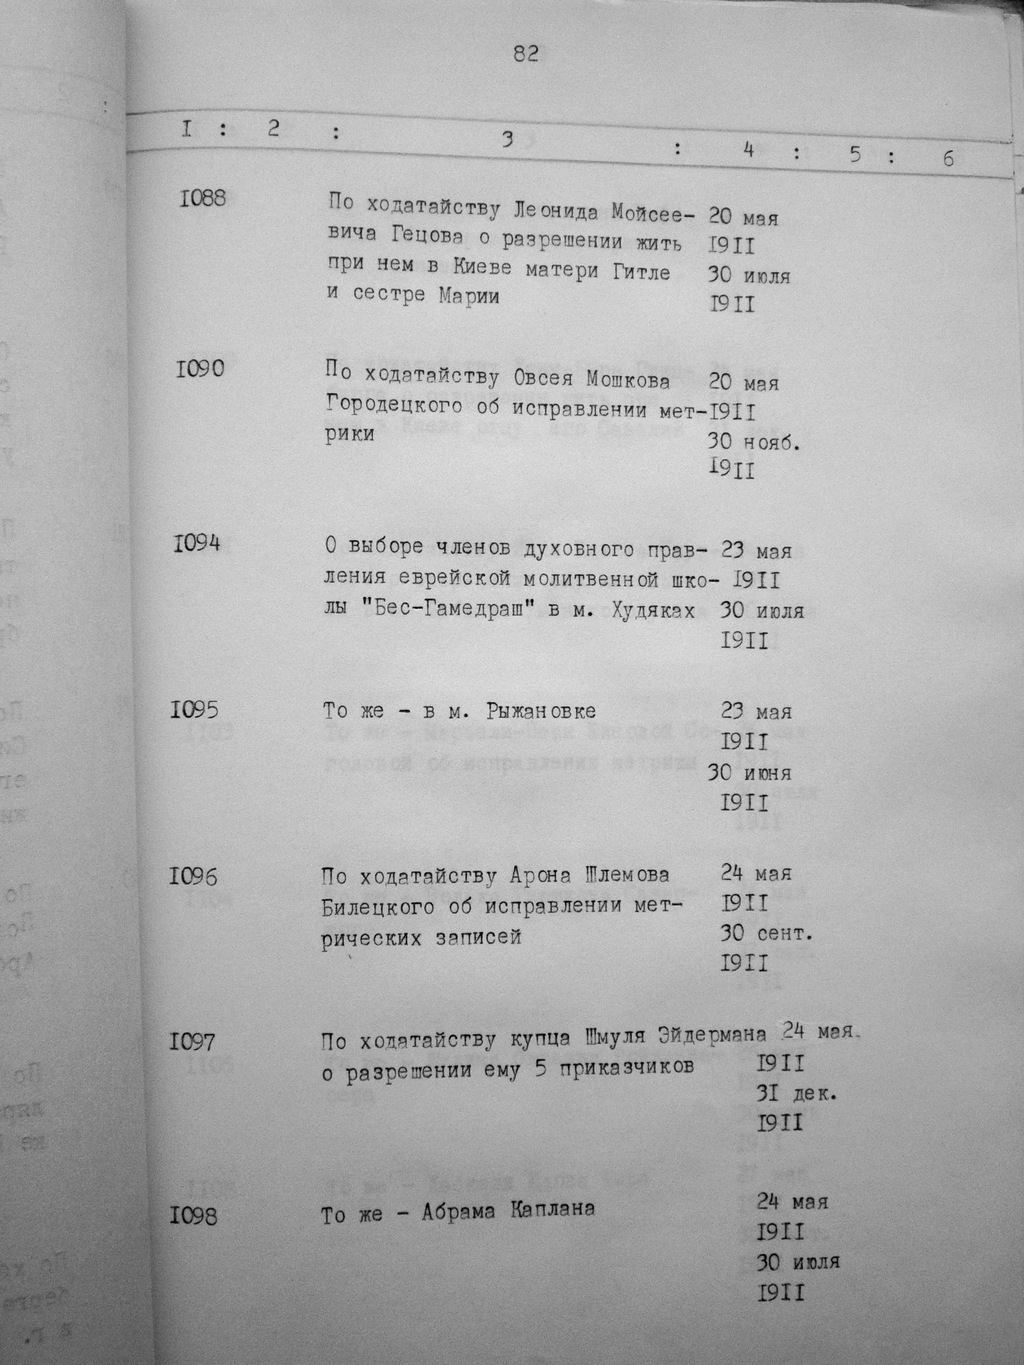 82
I : 2 : 3 : 4 : 5 : 6
I088 По ходатайству Леонида Мойсее- 20 мая
вича Гецова о разрешении жить I9II
при нем в Киеве матери Гитле 30 июля
и сестре Марии I9II
I090 По ходатайству Овсея Мошкова 20 мая
Городецкого об исправлении мет- I9II
рики 30 нояб.
I9II
I094 О выборе членов духовного прав- 23 мая
ления еврейской молитвенной шко- I9II
лы "Бес-Гамедраш" в м. Худяках 30 июля
I9II
I095 То же - в м. Рыжановке 23 мая
I9II
30 июня
I9II
I096 По ходатайству Арона Шлемова 24 мая
Билецкого об исправлении мет- I9II
рических записей 30 сент.
I9II
I097 По ходатайству купца Шмуля Эйдермана 24 мая
о разрешении ему 5 приказчиков I9II
3I дек.
I9II
I098 То же - Абрама Каплана 24 мая
I9II
30 июля
I9II